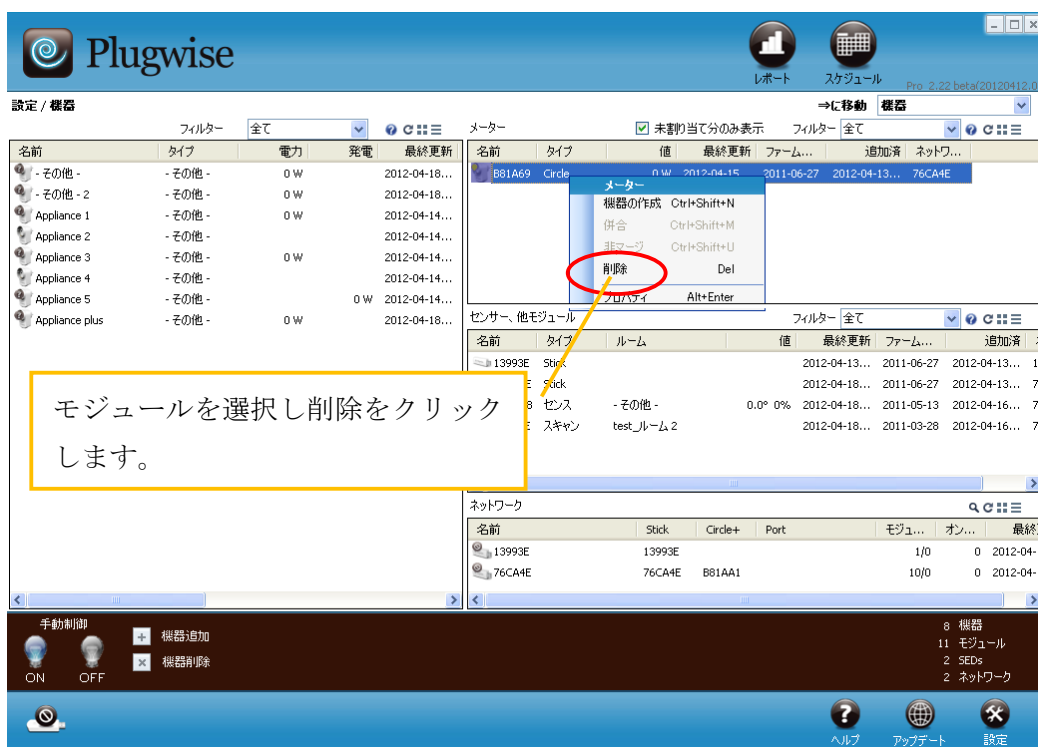 Plugwise
レポート
スケジュール
Pro 2.22 beta(20120412.0
設定 / 機器
⇒に移動 機器
フィルター 全て
メーター 未割り当て分のみ表示 フィルター 全て
名前 タイプ 電力 発電 最終更新
- その他 - - その他 - 0 W 2012-04-18...
- その他 - 2 - その他 - 0 W 2012-04-18...
Appliance 1 - その他 - 0 W 2012-04-14...
Appliance 2 - その他 - 2012-04-14...
Appliance 3 - その他 - 0 W 2012-04-14...
Appliance 4 - その他 - 2012-04-14...
Appliance 5 - その他 - 0 W 2012-04-14...
Appliance plus - その他 - 0 W 2012-04-18...
名前 タイプ 値 最終更新 ファーム... 追加済 ネットワ...
B81A69 Circle 0 W 2012-04-15 2011-06-27 2012-04-13... 76CA4E
メーター
機器の作成 Ctrl+Shift+N
併合 Ctrl+Shift+M
非マージ Ctrl+Shift+U
削除 Del
プロパティ Alt+Enter
センサー、他モジュール フィルター 全て
名前 タイプ ルーム 値 最終更新 ファーム... 追加済
13993E Stick 2012-04-13... 2011-06-27 2012-04-13... 1
E Stick 2012-04-18... 2011-06-27 2012-04-13... 7
8 センス - その他 - 0.0° 0% 2012-04-18... 2011-05-13 2012-04-16... 7
E スキャン test_ルーム 2 2012-04-18... 2011-03-28 2012-04-16... 7
モジュールを選択し削除をクリック
します。
ネットワーク
名前 Stick Circle+ Port モジュ... オン... 最終
13993E 13993E 1/0 0 2012-04-
76CA4E 76CA4E B81AA1 10/0 0 2012-04-
手動制御
ON OFF
機器追加
機器削除
8 機器
11 モジュール
2 SEDs
2 ネットワーク
ヘルプ
アップデート
設定